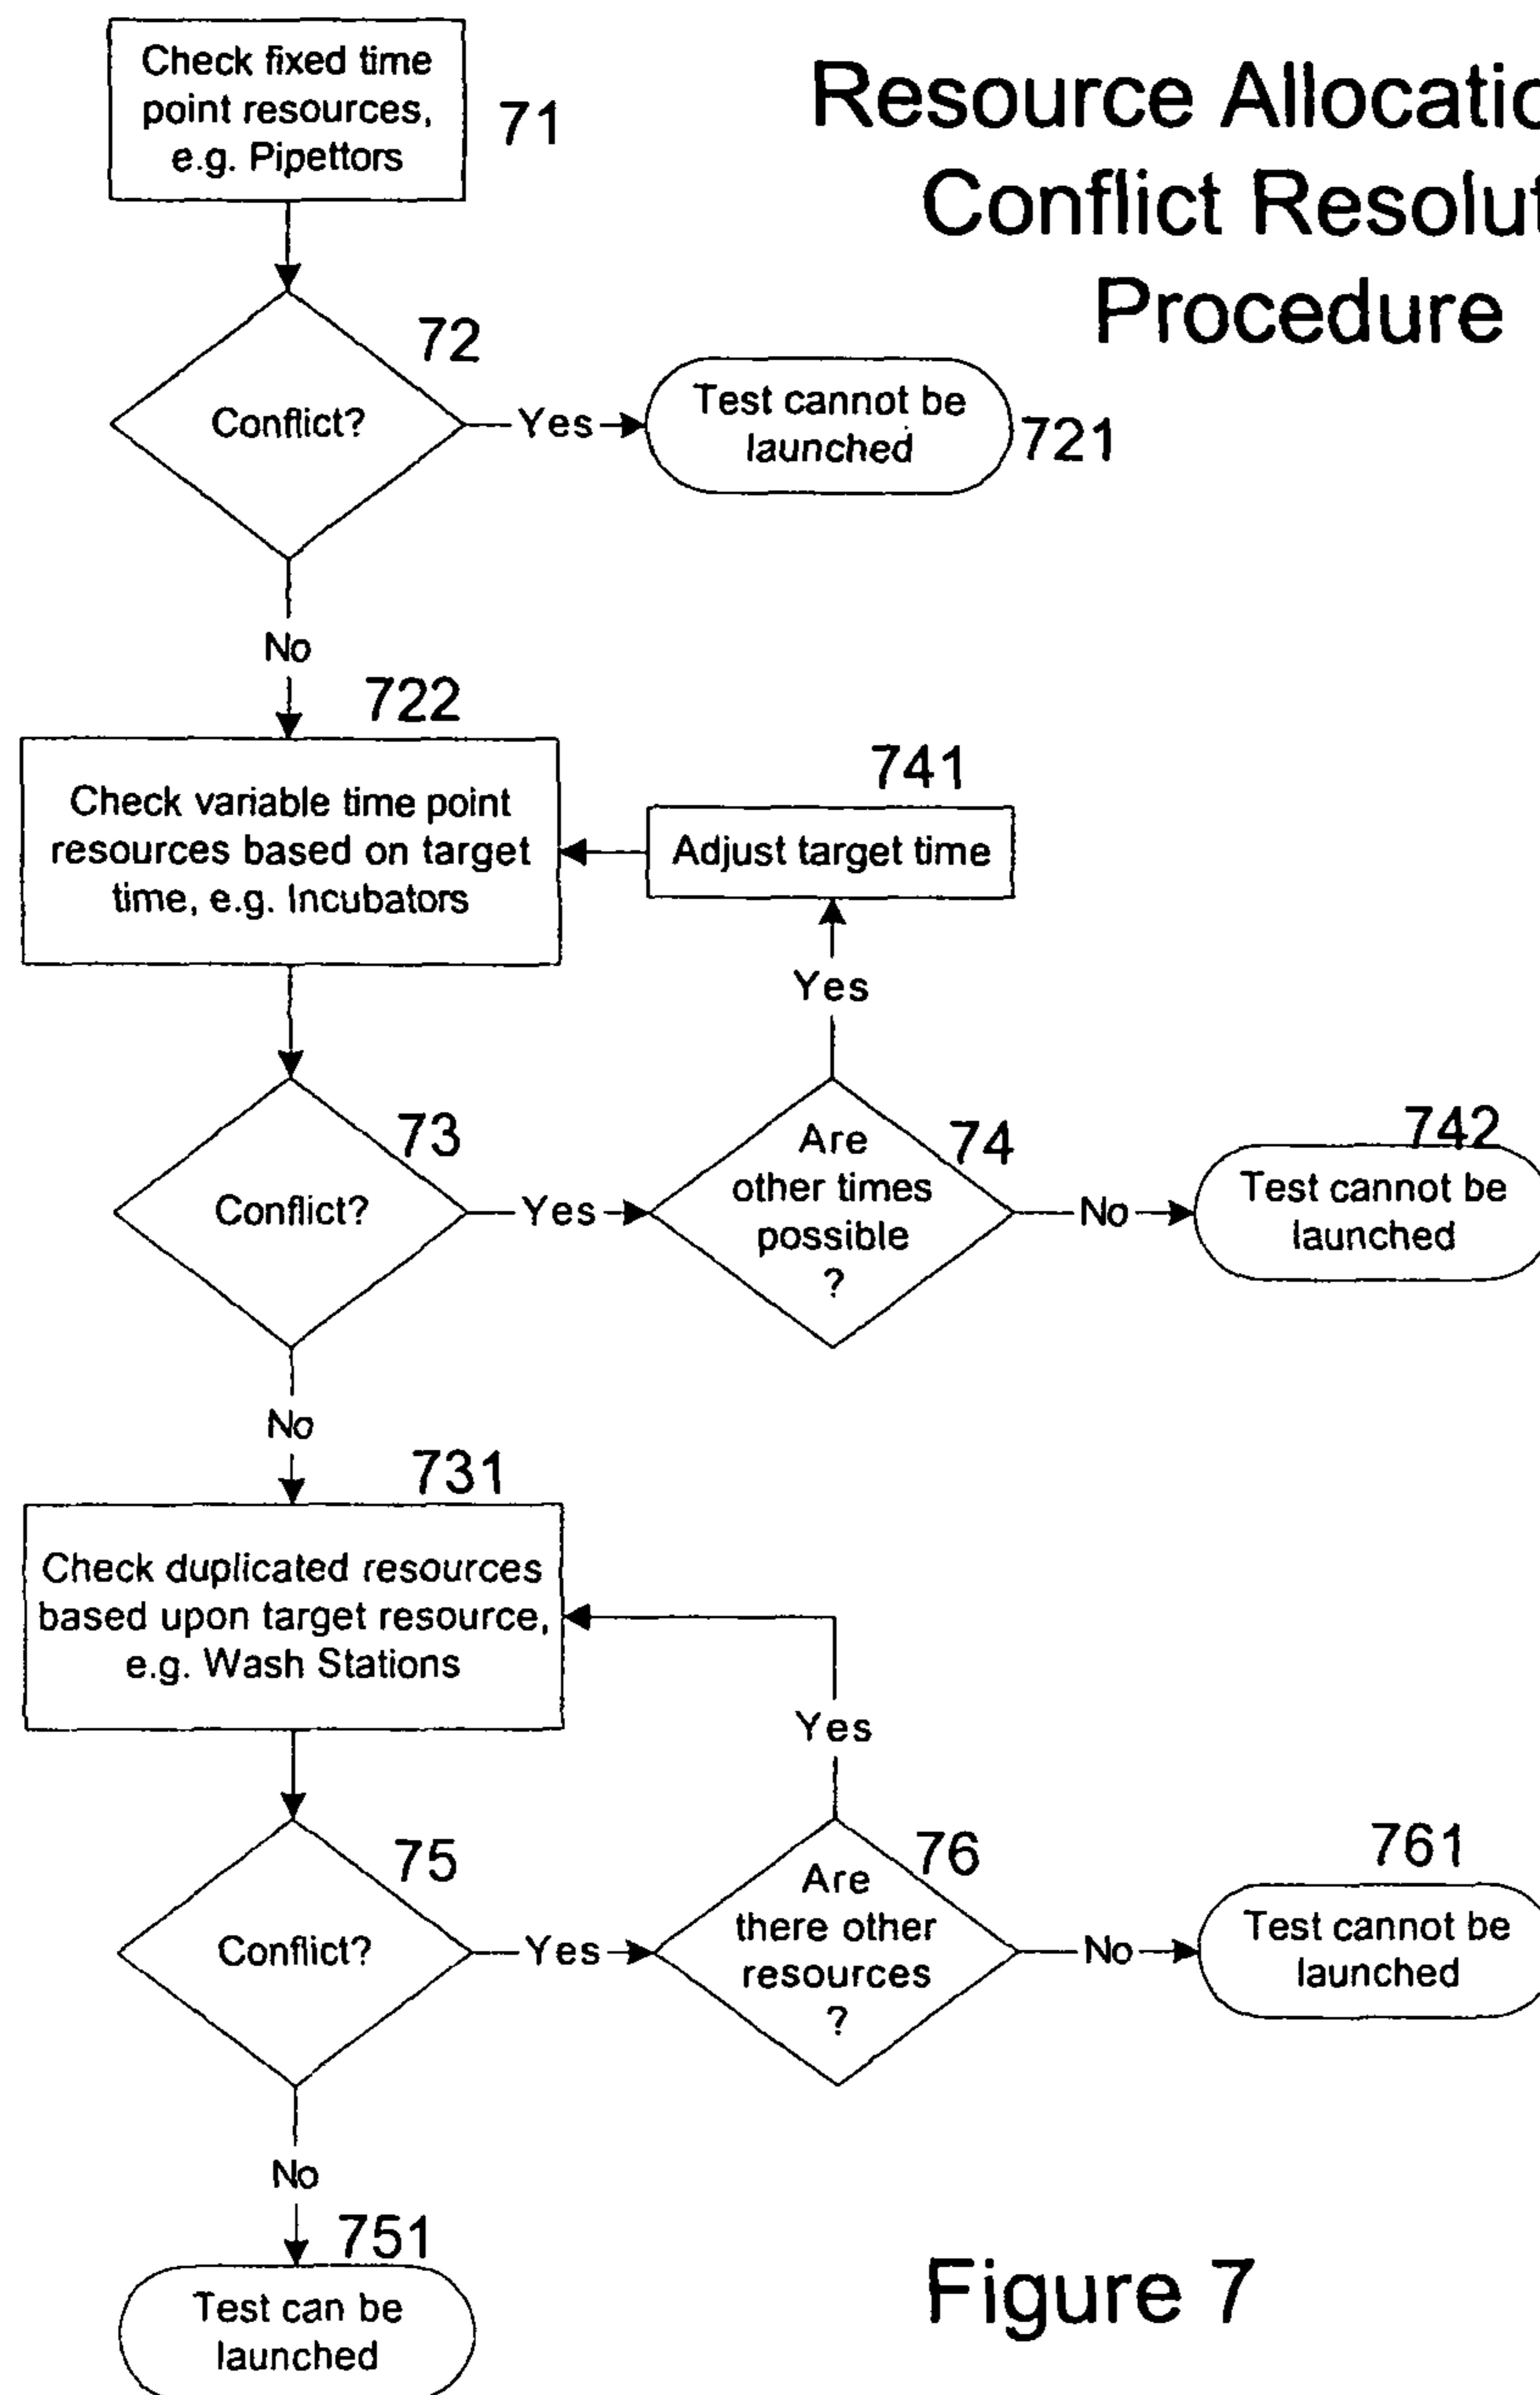 Resource Allocatio
Conflict Resolut
Procedure
Check fixed time
point resources,
e.g. Pipettors
71
72
Conflict?
Yes
Test cannot be
launched
721
No
722
Check variable time point
resources based on target
time, e.g. Incubators
741
Adjust target time
Yes
73
Conflict?
Yes
74
Are
other times
possible
?
No
742
Test cannot be
launched
No
731
Check duplicated resources
based upon target resource,
e.g. Wash Stations
Yes
75
Conflict?
Yes
76
Are
there other
resources
?
No
761
Test cannot be
launched
No
751
Test can be
launched
Figure 7